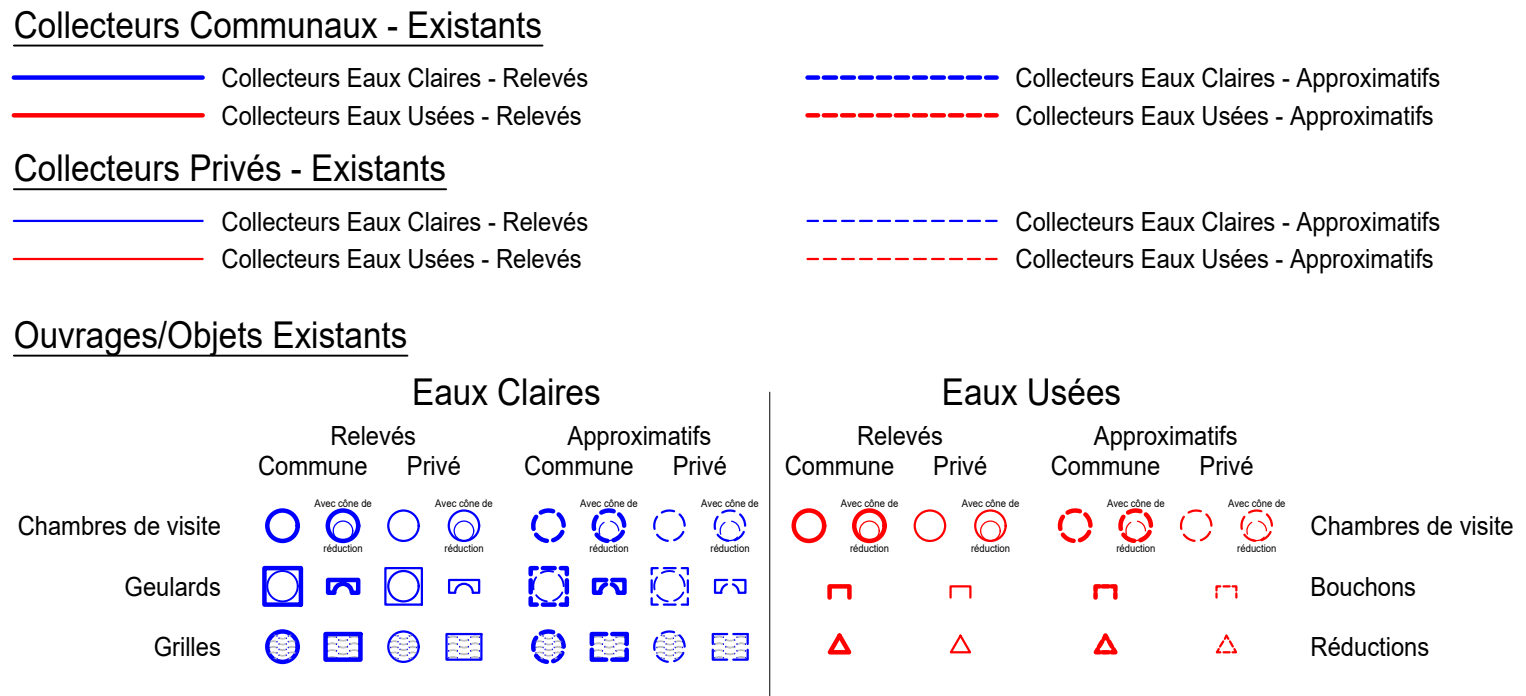 Collecteurs Communaux - Existants
Collecteurs Eaux Claires - Relevés
Collecteurs Eaux Claires - Approximatifs
Collecteurs Eaux Usées - Relevés
Collecteurs Eaux Usées - Approximatifs
Collecteurs Privés - Existants
Collecteurs Eaux Claires - Relevés
Collecteurs Eaux Claires - Approximatifs
Collecteurs Eaux Usées - Relevés
Collecteurs Eaux Usées - Approximatifs
Ouvrages/Objets Existants
Eaux Claires
Eaux Usées
Relevés Approximatifs Relevés Approximatifs
Commune Privé Commune Privé Commune Privé Commune Privé
Avec cône de Avec cône de Avec cône de Avec cône de Avec cône de Avec cône de Avec cône de Avec cône de
Chambres de visite Chambres de visite
réduction réduction réduction réduction réduction réduction réduction réduction
Geulards Bouchons
Grilles Réductions